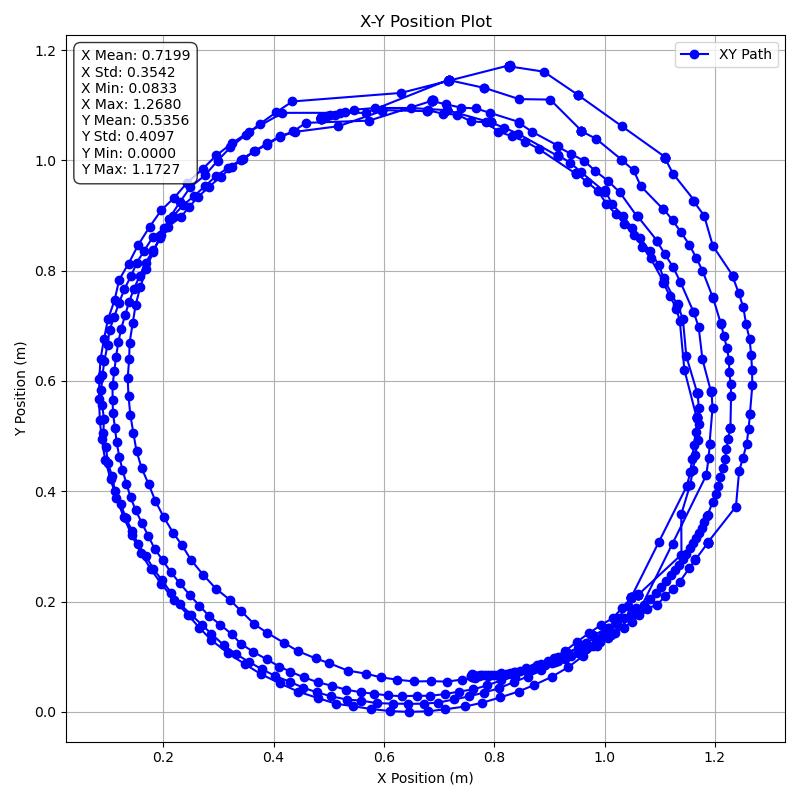 X-Y Position Plot
X Mean: 0.7199
X Std: 0.3542
X Min: 0.0833
X Max: 1.2680
Y Mean: 0.5356
Y Std: 0.4097
Y Min: 0.0000
Y Max: 1.1727
XY Path
1.2
1.0
0.8
0.6
0.4
0.2
0.0
Y Position (m)
0.2 0.4 0.6 0.8 1.0 1.2
X Position (m)